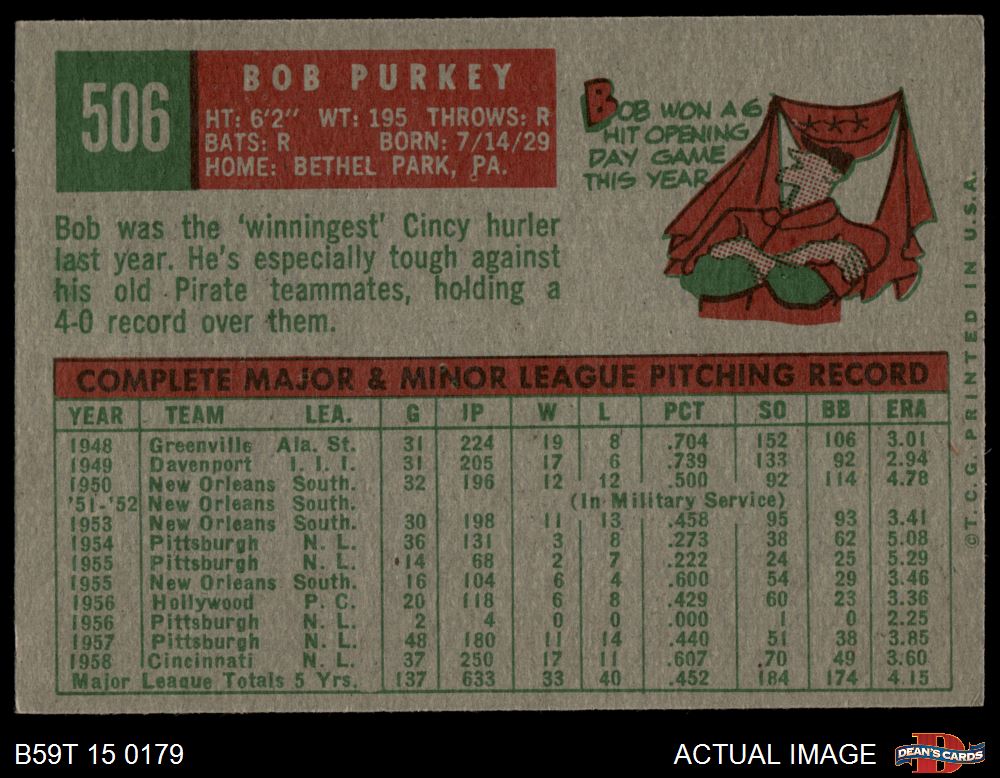 506
BOB PURKEY
HT: 6'2" WT: 195 THROWS: R
BATS: R BORN: 7/14/29
HOME: BETHEL PARK, PA.
BOB WON A 6
HIT OPENING
DAY GAME
THIS YEAR
Bob was the 'winningest' Cincy hurler
last year. He's especially tough against
his old Pirate teammates, holding a
4-0 record over them.
COMPLETE MAJOR & MINOR LEAGUE PITCHING RECORD
YEAR TEAM LEA. G IP W L PCT SO BB ERA
1948 Greenville Ala. St. 31 224 19 8 .704 152 106 3.01
1949 Davenport I. I. I. 31 205 17 6 .739 133 92 2.94
1950 New Orleans South. 32 196 12 12 .500 92 114 4.78
'51-'52 New Orleans South. (In Military Service)
1953 New Orleans South. 30 198 11 13 .458 95 93 3.41
1954 Pittsburgh N. L. 36 131 3 8 .273 38 62 5.08
1955 Pittsburgh N. L. 14 68 2 7 .222 24 25 5.29
1955 New Orleans South. 16 104 6 4 .600 54 29 3.46
1956 Hollywood P. C. 20 118 6 8 .429 60 23 3.36
1956 Pittsburgh N. L. 2 4 0 0 .000 1 0 2.25
1957 Pittsburgh N. L. 48 180 11 14 .440 51 38 3.85
1958 Cincinnati N. L. 37 250 17 11 .607 .70 49 3.60
Major League Totals 5 Yrs. 137 633 33 40 .452 184 174 4.15
©T. C. G. PRINTED IN U.S.A.
B59T 15 0179
ACTUAL IMAGE
DEAN'S CARDS